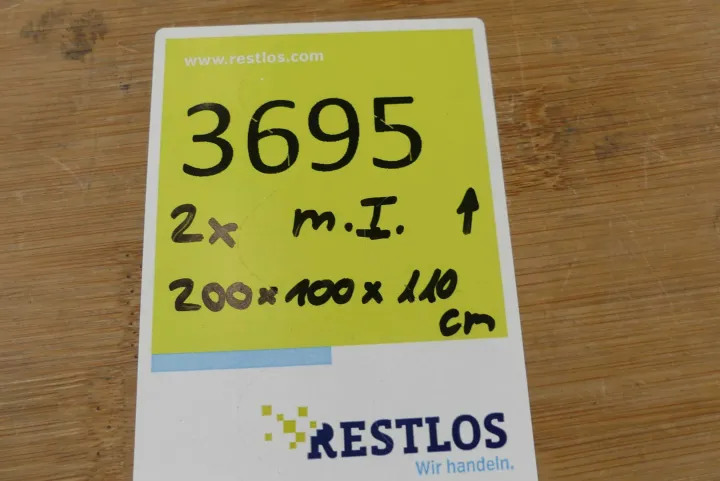 www.restlos.com
3695
2x m.I. ↑
200x100x110
cm
RESTLOS
Wir handeln.